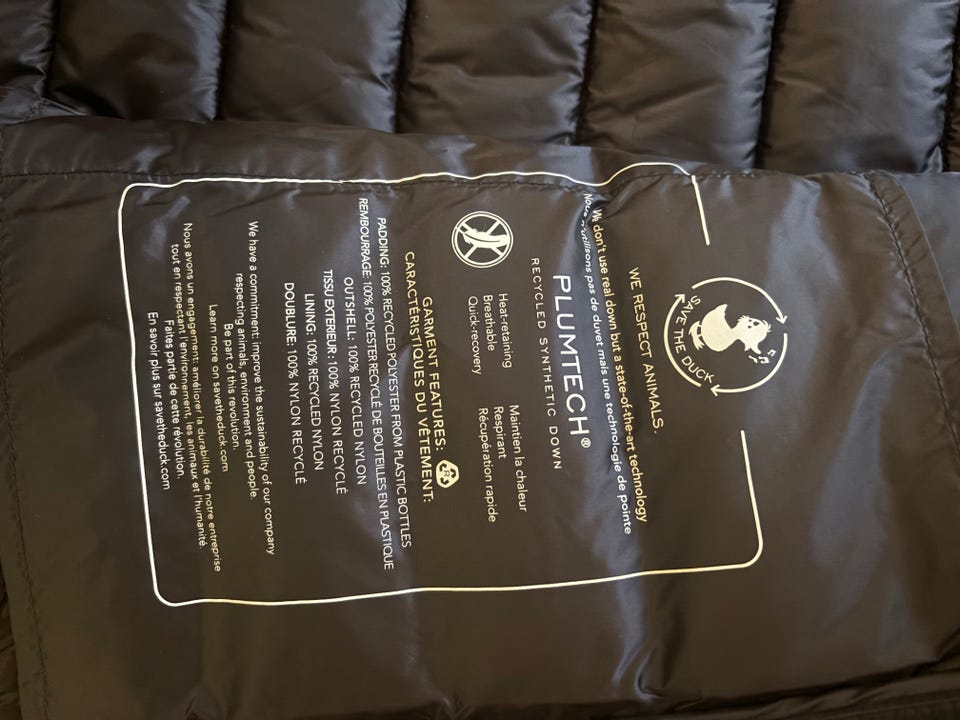 SAVE THE DUCK
WE RESPECT ANIMALS.
We don't use real down but a state-of-the-art technology
Nous n'utilisons pas de duvet mais une technologie de pointe
PLUMTECH®
RECYCLED SYNTHETIC DOWN
Heat-retaining
Breathable
Quick-recovery
Maintien la chaleur
Respirant
Récupération rapide
GARMENT FEATURES:
CARACTÉRISTIQUES DU VÊTEMENT:
PADDING: 100% RECYCLED POLYESTER FROM PLASTIC BOTTLES
REMBOURRAGE: 100% POLYESTER RECYCLÉ DE BOUTEILLES EN PLASTIQUE
OUTSHELL: 100% RECYCLED NYLON
TISSU EXTERIEUR : 100% NYLON RECYCLÉ
LINING: 100% RECYCLED NYLON
DOUBLURE: 100% NYLON RECYCLÉ
We have a commitment: improve the sustainability of our company
respecting animals, environment and people.
Be part of this revolution.
Learn more on savetheduck.com
Nous avons un engagement: améliorer la durabilité de notre entreprise
tout en respectant l'environnement, les animaux et l'humanité.
Faites partie de cette révolution.
En savoir plus sur savetheduck.com